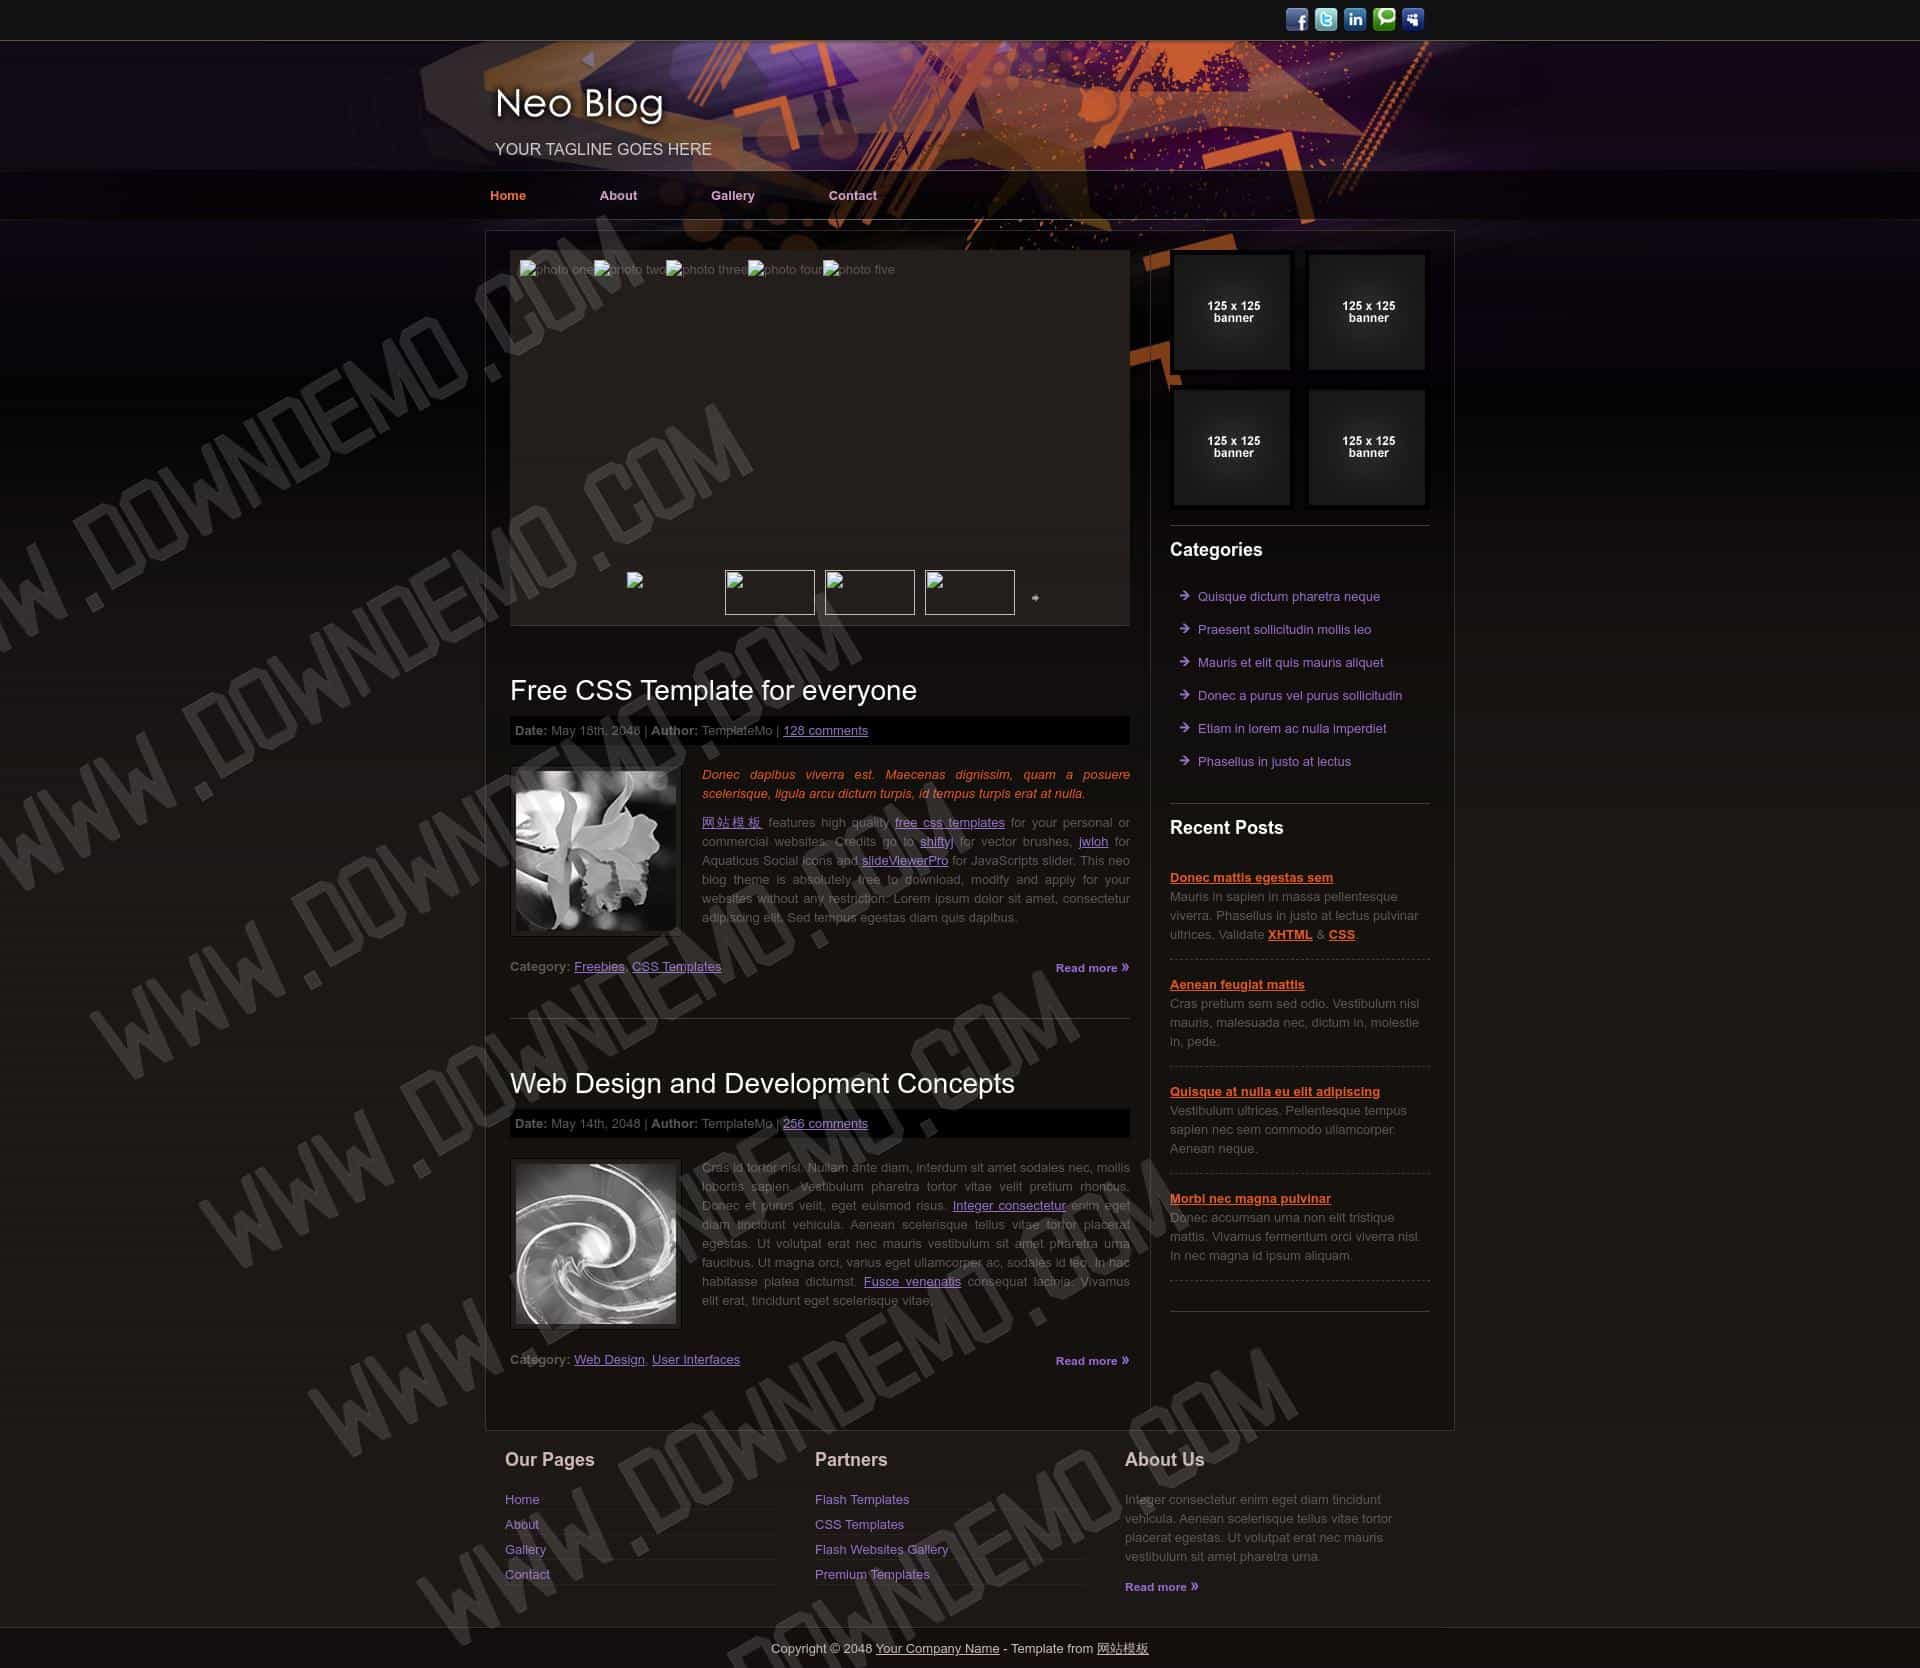 Neo Blog
YOUR TAGLINE GOES HERE
Home About Gallery Contact
photo one photo two photo three photo four photo five
Free CSS Template for everyone
Date: May 18th, 2048 | Author: TemplateMo | 128 comments
Donec dapibus viverra est. Maecenas dignissim, quam a posuere
scelerisque, ligula arcu dictum turpis, id tempus turpis erat at nulla.
网站模板 features high quality free css templates for your personal or
commercial websites. Credits go to shiftyj for vector brushes, jwloh for
Aquaticus Social icons and slideViewerPro for JavaScripts slider. This neo
blog theme is absolutely free to download, modify and apply for your
websites without any restriction. Lorem ipsum dolor sit amet, consectetur
adipiscing elit. Sed tempus egestas diam quis dapibus.
Category: Freebies, CSS Templates
Read more »
Web Design and Development Concepts
Date: May 14th, 2048 | Author: TemplateMo | 256 comments
Cras id tortor nisl. Nullam ante diam, interdum sit amet sodales nec, mollis
lobortis sapien. Vestibulum pharetra tortor vitae velit pretium rhoncus.
Donec et purus velit, eget euismod risus. Integer consectetur enim eget
diam tincidunt vehicula. Aenean scelerisque tellus vitae tortor placerat
egestas. Ut volutpat erat nec mauris vestibulum sit amet pharetra urna
faucibus. Ut magna orci, varius eget ullamcorper ac, sodales id leo. In hac
habitasse platea dictumst. Fusce venenatis consequat lacinia. Vivamus
elit erat, tincidunt eget scelerisque vitae,
Category: Web Design, User Interfaces
Read more »
125 x 125
banner
125 x 125
banner
125 x 125
banner
125 x 125
banner
Categories
Quisque dictum pharetra neque
Praesent sollicitudin mollis leo
Mauris et elit quis mauris aliquet
Donec a purus vel purus sollicitudin
Etiam in lorem ac nulla imperdiet
Phasellus in justo at lectus
Recent Posts
Donec mattis egestas sem
Mauris in sapien in massa pellentesque
viverra. Phasellus in justo at lectus pulvinar
ultrices. Validate XHTML & CSS.
Aenean feugiat mattis
Cras pretium sem sed odio. Vestibulum nisl
mauris, malesuada nec, dictum in, molestie
in, pede.
Quisque at nulla eu elit adipiscing
Vestibulum ultrices. Pellentesque tempus
sapien nec sem commodo ullamcorper.
Aenean neque.
Morbi nec magna pulvinar
Donec accumsan urna non elit tristique
mattis. Vivamus fermentum orci viverra nisl.
In nec magna id ipsum aliquam.
Our Pages
Home
About
Gallery
Contact
Partners
Flash Templates
CSS Templates
Flash Websites Gallery
Premium Templates
About Us
Integer consectetur enim eget diam tincidunt
vehicula. Aenean scelerisque tellus vitae tortor
placerat egestas. Ut volutpat erat nec mauris
vestibulum sit amet pharetra urna.
Read more »
Copyright © 2048 Your Company Name - Template from 网站模板
WWW.DOWNDEMO.COM
WWW.DOWNDEMO.COM
WWW.DOWNDEMO.COM
WWW.DOWNDEMO.COM
WWW.DOWNDEMO.COM
WWW.DOWNDEMO.COM
WWW.DOWNDEMO.COM
DOWNDEMO.COM